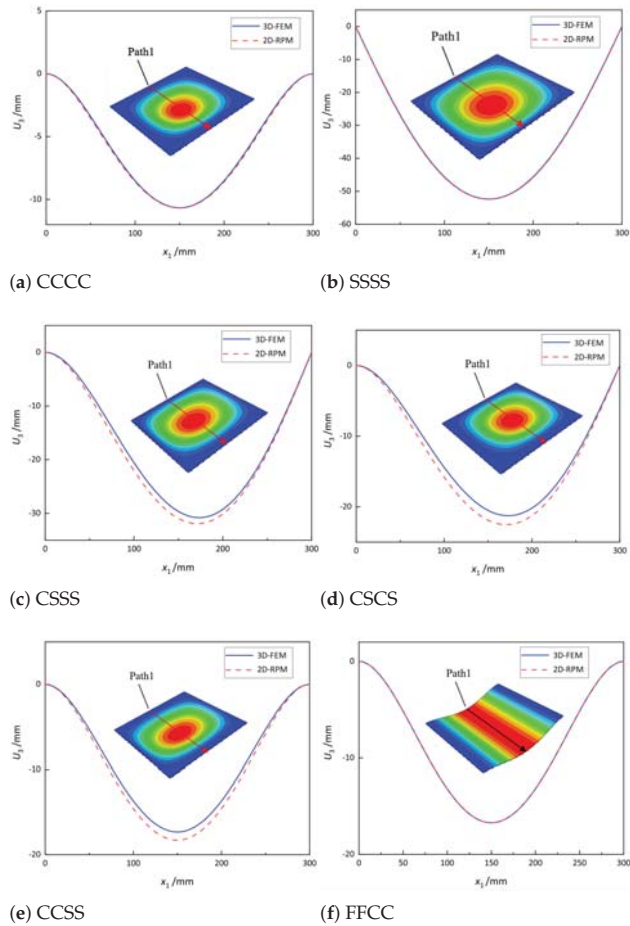 5
0
-5
-10
U3/mm
Path1
3D-FEM
2D-RPM
0
100
200
300
x1/mm
(a) CCCC
0
-10
-20
-30
-40
-50
-60
U3/mm
Path1
3D-FEM
2D-RPM
0
100
200
300
x1/mm
(b) SSSS
0
-10
-20
-30
U3/mm
Path1
3D-FEM
2D-RPM
0
100
200
300
x1/mm
(c) CSSS
0
-10
-20
U3/mm
Path1
3D-FEM
2D-RPM
0
100
200
300
x1/mm
(d) CSCS
0
-10
-20
U3/mm
Path1
3D-FEM
2D-RPM
0
100
200
300
x1/mm
(e) CCSS
0
-10
-20
U3/mm
Path1
3D-FEM
2D-RPM
0
50
100
150
200
250
300
x1/mm
(f) FFCC